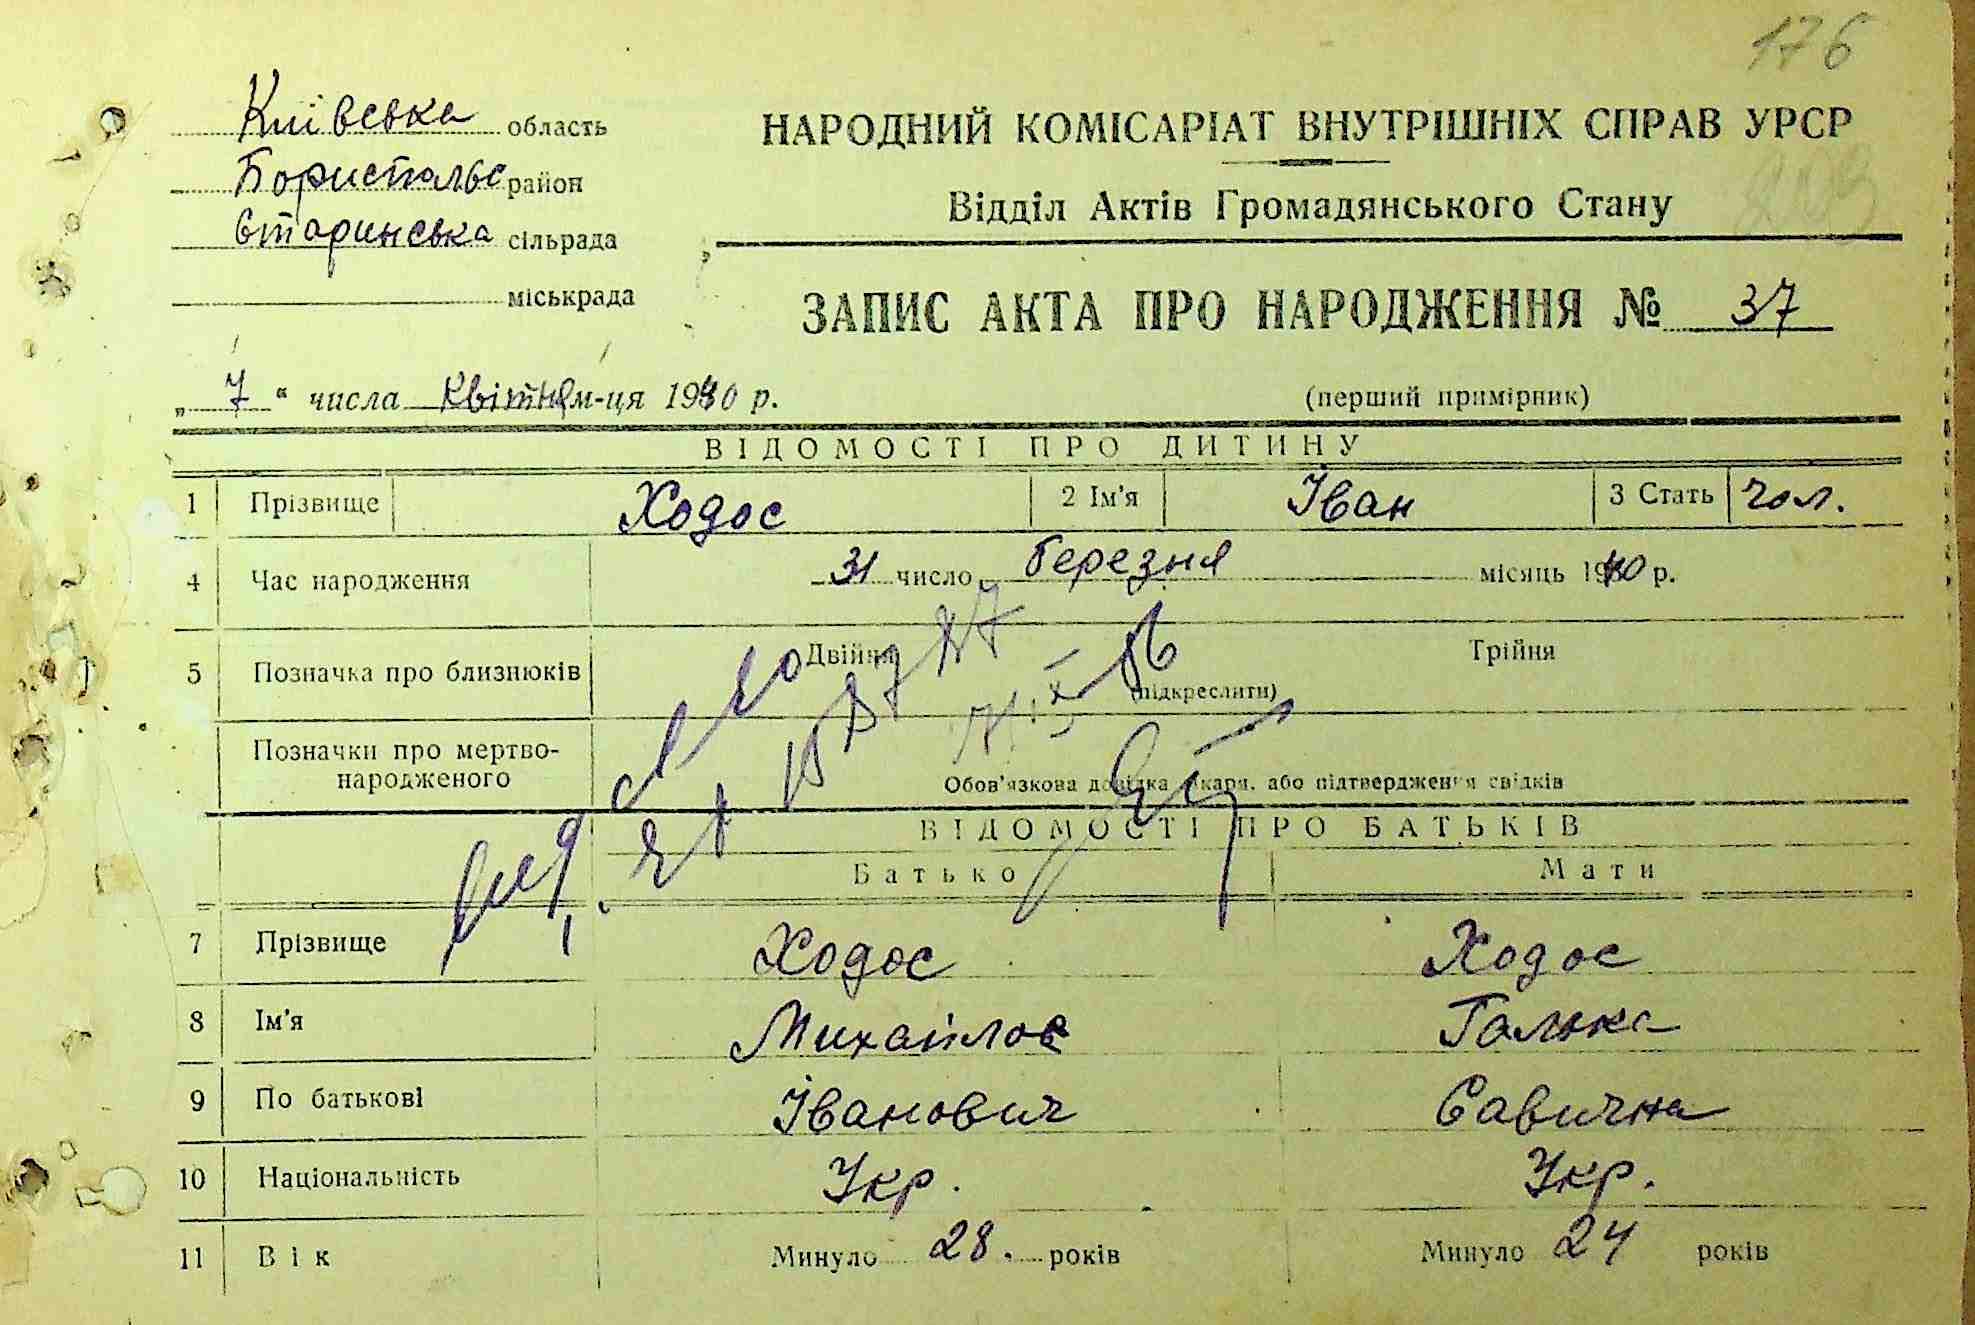 176
Київська область
НАРОДНИЙ КОМІСАРІАТ ВНУТРІШНІХ СПРАВ УРСР
Бориспольс район
Відділ Актів Громадянського Стану
Старинська сільрада
міськрада
ЗАПИС АКТА ПРО НАРОДЖЕННЯ № 37
„ 7 “ числа Квітня м-ця 1940 р.
(перший примірник)
ВІДОМОСТІ ПРО ДИТИНУ
1 Прізвище Ходос 2 Ім'я Іван 3 Стать чол.
4 Час народження 31 число березня місяць 1940 р.
5 Позначка про близнюків Двійня Трійня
(підкреслити)
Позначки про мертво-
народженого
Обов'язкова довідка лікаря, або підтвердження свідків
ВІДОМОСТІ ПРО БАТЬКІВ
Батько Мати
7 Прізвище Ходос Ходос
8 Ім'я Михайлов Галька
9 По батькові Іванович Савична
10 Національність Укр. Укр.
11 Вік Минуло 28. років Минуло 24 років